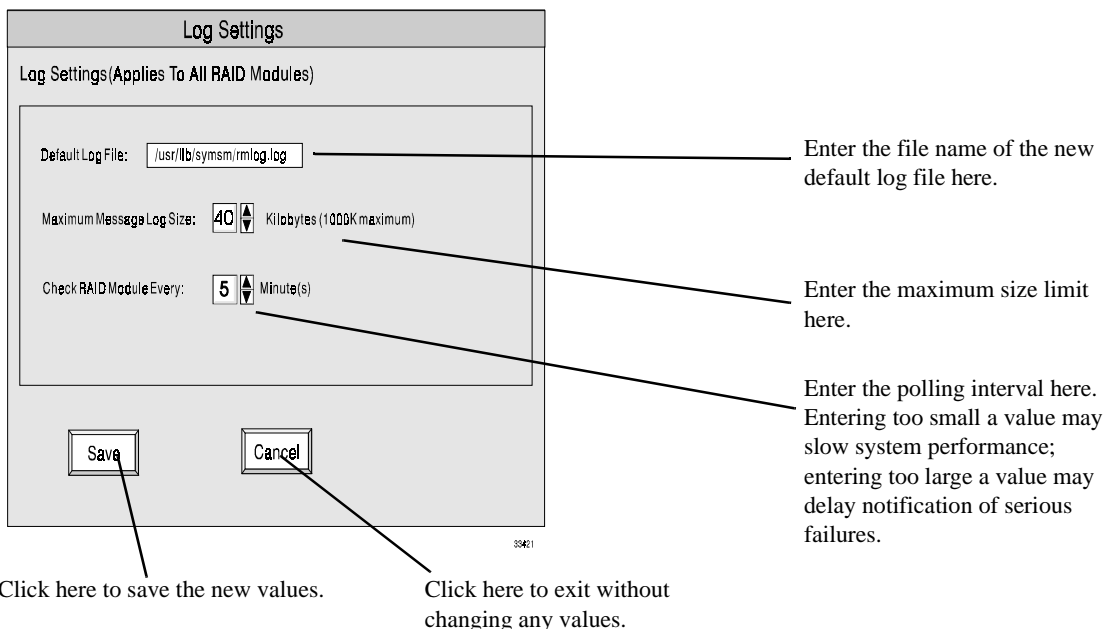 Log Settings
Log Settings(Applies To All RAID Modules)
Default Log File: /usr/lib/symsm/rmlog.log
Enter the file name of the new
default log file here.
Maximum Message Log Size: 40 Kilobytes (1000K maximum)
Enter the maximum size limit
here.
Check RAID Module Every: 5 Minute(s)
Enter the polling interval here.
Entering too small a value may
slow system performance;
entering too large a value may
delay notification of serious
failures.
Save Cancel
33421
Click here to save the new values.
Click here to exit without
changing any values.